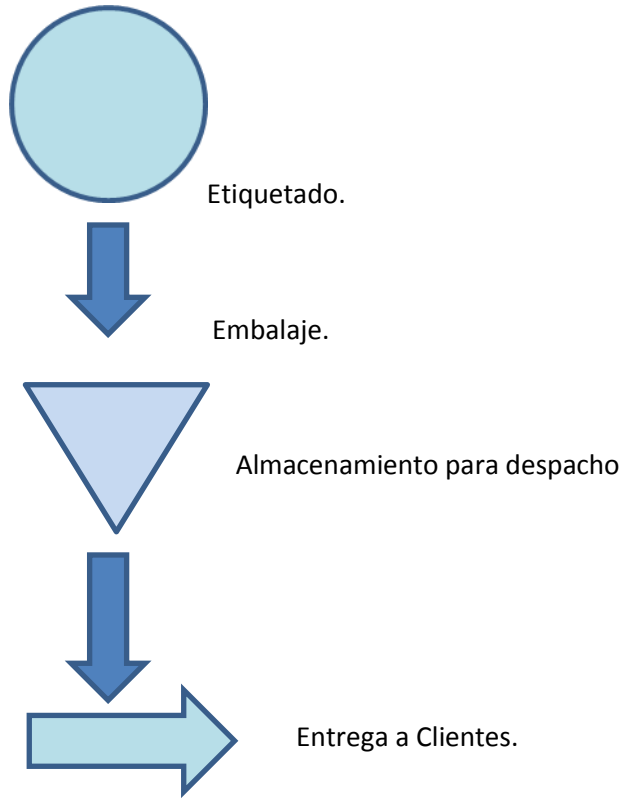 Etiquetado.
Embalaje.
Almacenamiento para despacho
Entrega a Clientes.